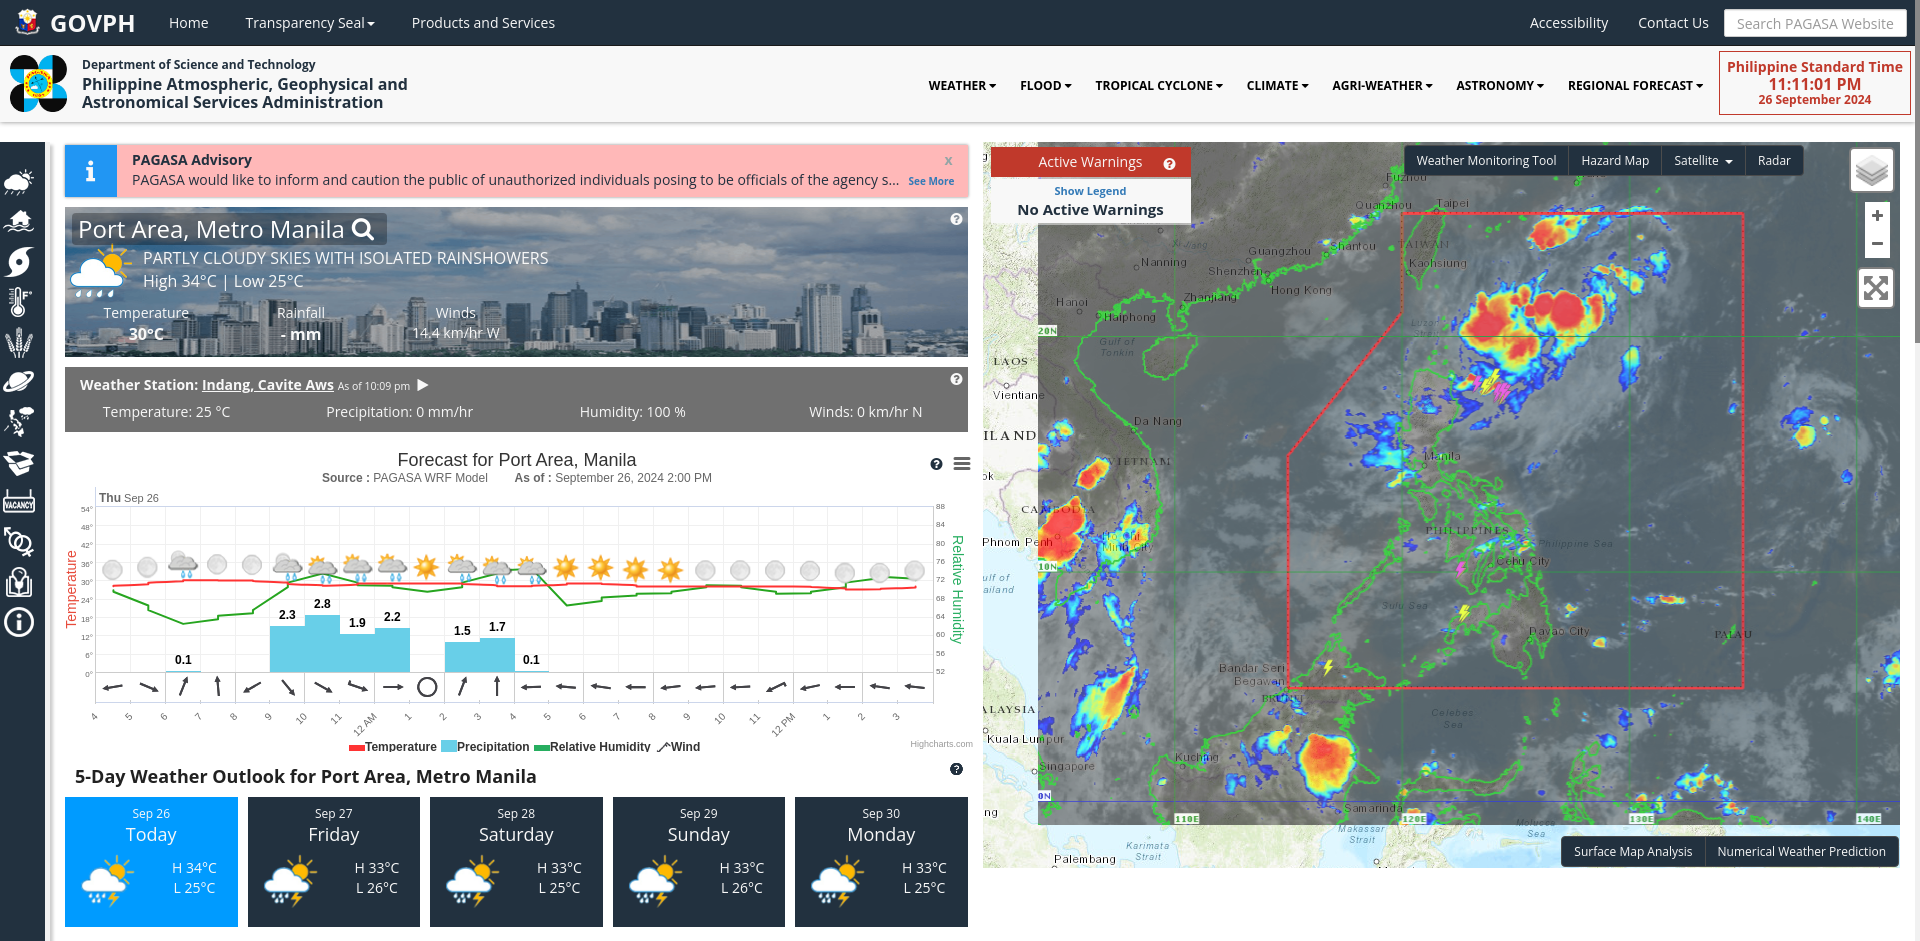 GOVPH Home Transparency Seal Products and Services Accessibility Contact Us Search PAGASA Website
Department of Science and Technology
Philippine Atmospheric, Geophysical and
Astronomical Services Administration
WEATHER FLOOD TROPICAL CYCLONE CLIMATE AGRI-WEATHER ASTRONOMY REGIONAL FORECAST
Philippine Standard Time
11:11:01 PM
26 September 2024
VACANCY
PAGASA Advisory x
PAGASA would like to inform and caution the public of unauthorized individuals posing to be officials of the agency s... See More
Port Area, Metro Manila
PARTLY CLOUDY SKIES WITH ISOLATED RAINSHOWERS
High 34°C | Low 25°C
Temperature Rainfall Winds
30°C - mm 14.4 km/hr W
Weather Station: Indang, Cavite Aws As of 10:09 pm
Temperature: 25 °C Precipitation: 0 mm/hr Humidity: 100 % Winds: 0 km/hr N
Forecast for Port Area, Manila
Source : PAGASA WRF Model As of : September 26, 2024 2:00 PM
Thu Sep 26
Temperature
54°
48°
42°
36°
30°
24°
18°
12°
6°
0°
88
84
80
76
72
68
64
60
56
52
Relative Humidity
0.1 2.3 2.8 1.9 2.2 1.5 1.7 0.1
4 5 6 7 8 9 10 11 12 AM 1 2 3 4 5 6 7 8 9 10 11 12 PM 1 2 3
Temperature Precipitation Relative Humidity Wind
Highcharts.com
5-Day Weather Outlook for Port Area, Metro Manila
Sep 26
Today
H 34°C
L 25°C
Sep 27
Friday
H 33°C
L 26°C
Sep 28
Saturday
H 33°C
L 25°C
Sep 29
Sunday
H 33°C
L 26°C
Sep 30
Monday
H 33°C
L 25°C
Active Warnings
Show Legend
No Active Warnings
Weather Monitoring Tool Hazard Map Satellite Radar
+
−
Fuzhou
Quanzhou
Taipei
TAIWAN
Kaohsiung
Guangzhou
Shantou
Nanning
Shenzhen
Hong Kong
Zhanjiang
Hanoi
Haiphong
20N
Gulf of
Tonkin
LAOS
Vientiane
Da Nang
ILAND
VIETNAM
Manila
ok
CAMBODIA
PHILIPPINES
Phnom Penh
Ho Chi
Minh City
Philippine Sea
Cebu City
10N
ulf of
ailand
Sulu Sea
Davao City
PALAU
Bandar Seri
Begawan
BRUNEI
ALAYSIA
Celebes
Sea
Kuala Lumpur
Kuching
Singapore
0N
Samarinda
ng
110E
120E
130E
140E
Makassar
Strait
Molucca
Sea
Karimata
Strait
Palembang
Surface Map Analysis Numerical Weather Prediction